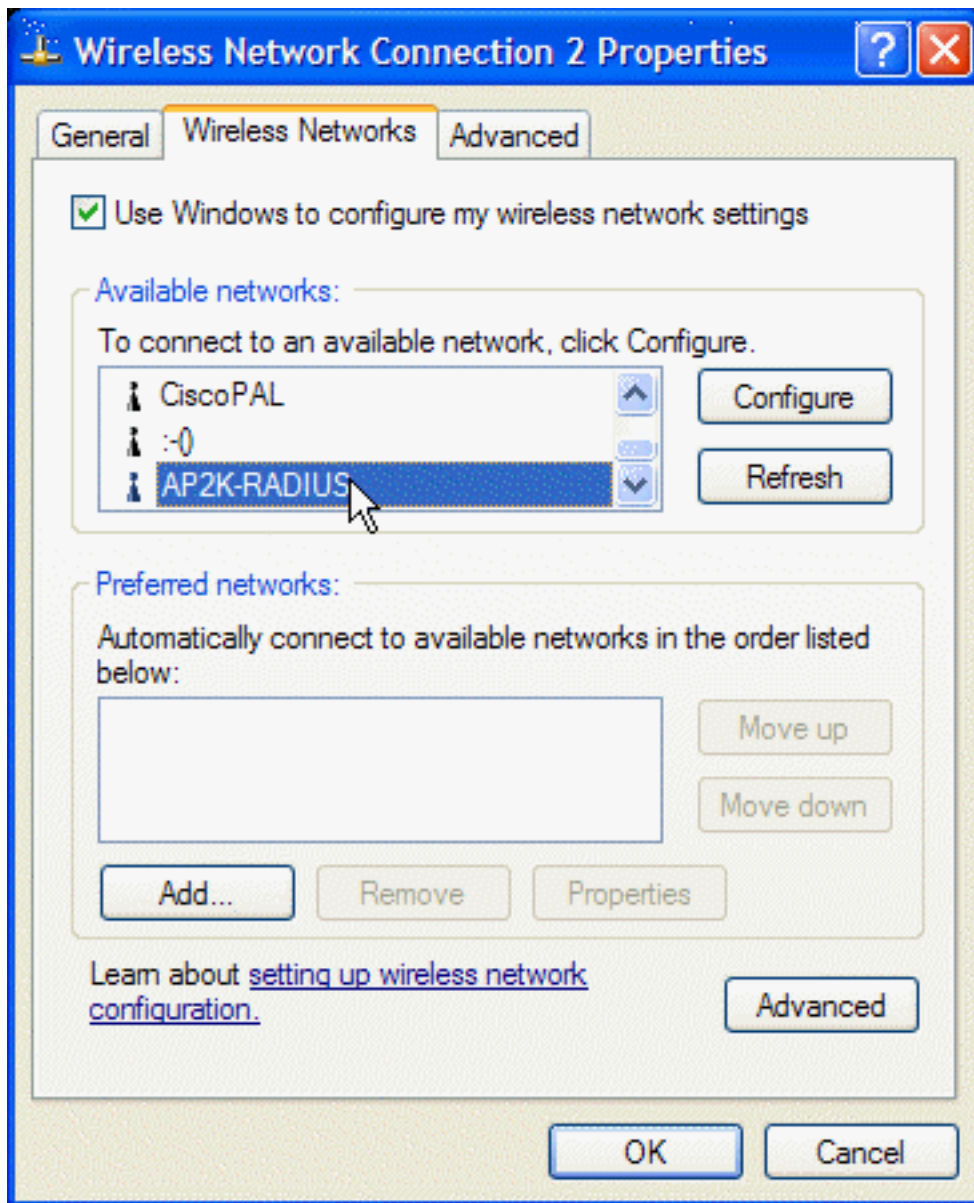 Wireless Network Connection 2 Properties
General
Wireless Networks
Advanced
Use Windows to configure my wireless network settings
Available networks:
To connect to an available network, click Configure.
CiscoPAL
:-()
AP2K-RADIUS
Configure
Refresh
Preferred networks:
Automatically connect to available networks in the order listed
below:
Move up
Move down
Add...
Remove
Properties
Learn about setting up wireless network
configuration.
Advanced
OK
Cancel